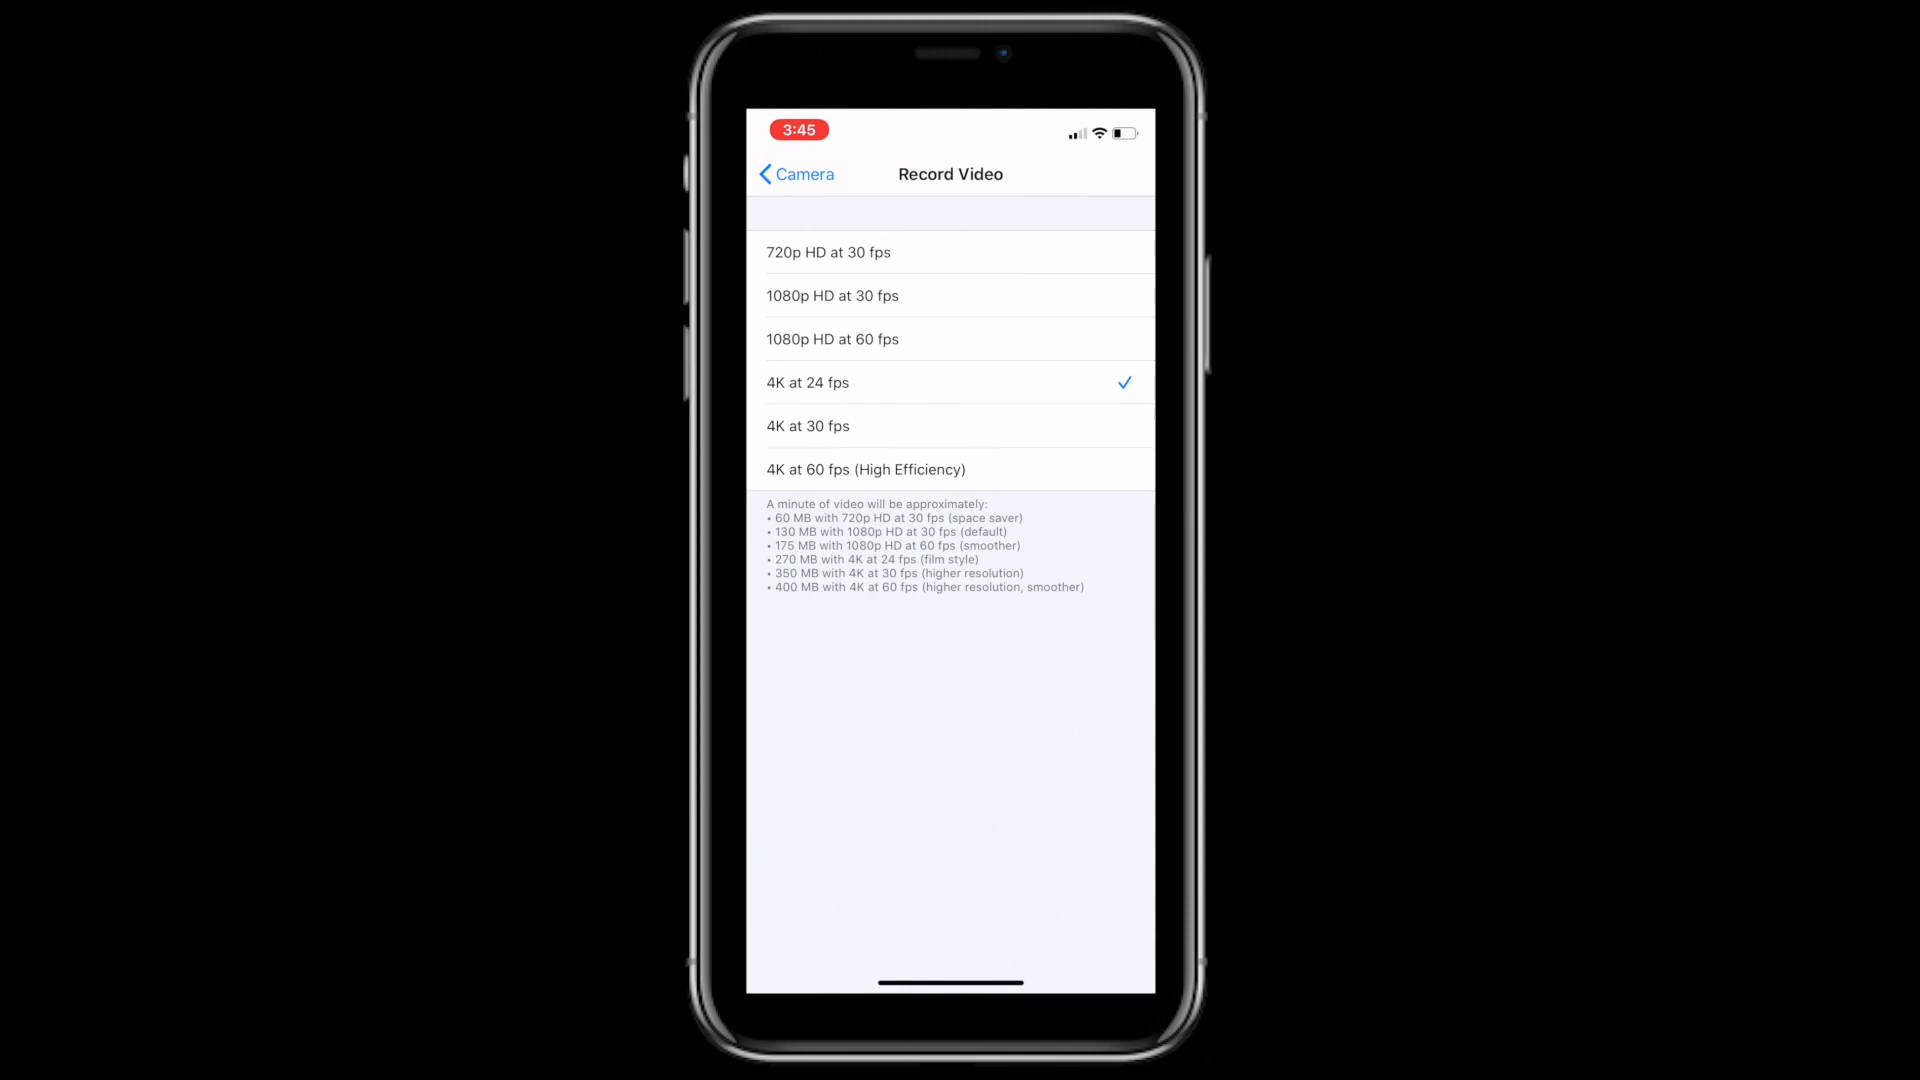 3:45
Camera
Record Video
720p HD at 30 fps
1080p HD at 30 fps
1080p HD at 60 fps
4K at 24 fps
4K at 30 fps
4K at 60 fps (High Efficiency)
A minute of video will be approximately:
• 60 MB with 720p HD at 30 fps (space saver)
• 130 MB with 1080p HD at 30 fps (default)
• 175 MB with 1080p HD at 60 fps (smoother)
• 270 MB with 4K at 24 fps (film style)
• 350 MB with 4K at 30 fps (higher resolution)
• 400 MB with 4K at 60 fps (higher resolution, smoother)